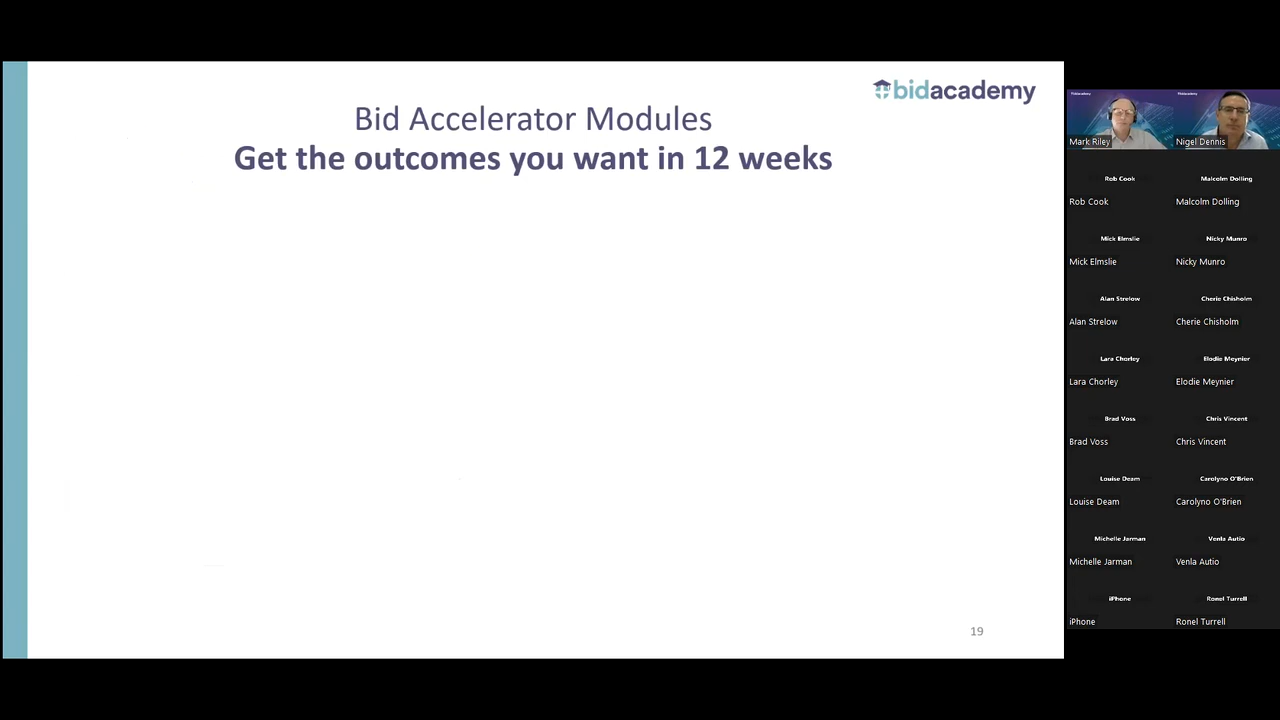 bidacademy
Bid Accelerator Modules
Get the outcomes you want in 12 weeks
19
Mark Riley
Nigel Dennis
Rob Cook
Malcolm Dolling
Rob Cook
Malcolm Dolling
Mick Elmslie
Nicky Munro
Mick Elmslie
Nicky Munro
Alan Strelow
Cherie Chisholm
Alan Strelow
Cherie Chisholm
Lara Chorley
Elodie Meynier
Lara Chorley
Elodie Meynier
Brad Voss
Chris Vincent
Brad Voss
Chris Vincent
Louise Deam
Carolyno O'Brien
Louise Deam
Carolyno O'Brien
Michelle Jarman
Venla Autio
Michelle Jarman
Venla Autio
iPhone
Ronel Turrell
iPhone
Ronel Turrell